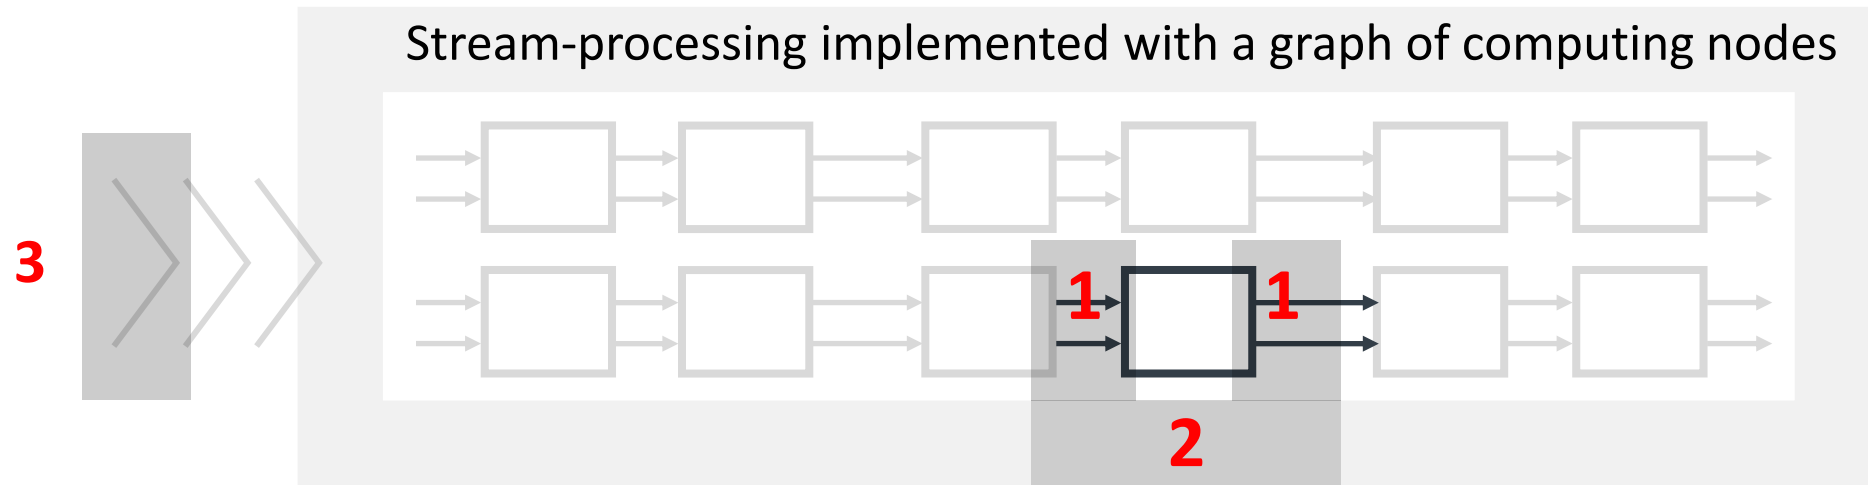 Stream-processing implemented with a graph of computing nodes
3
1 1
2